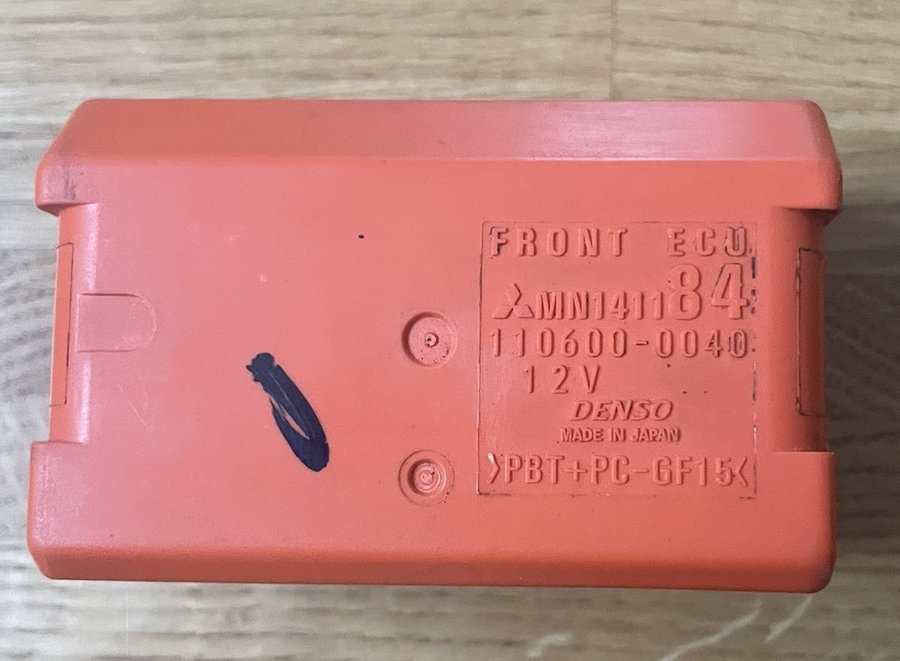 FRONT ECU
MN141184
110600-0040
12V
DENSO
MADE IN JAPAN
>PBT+PC-GF15<